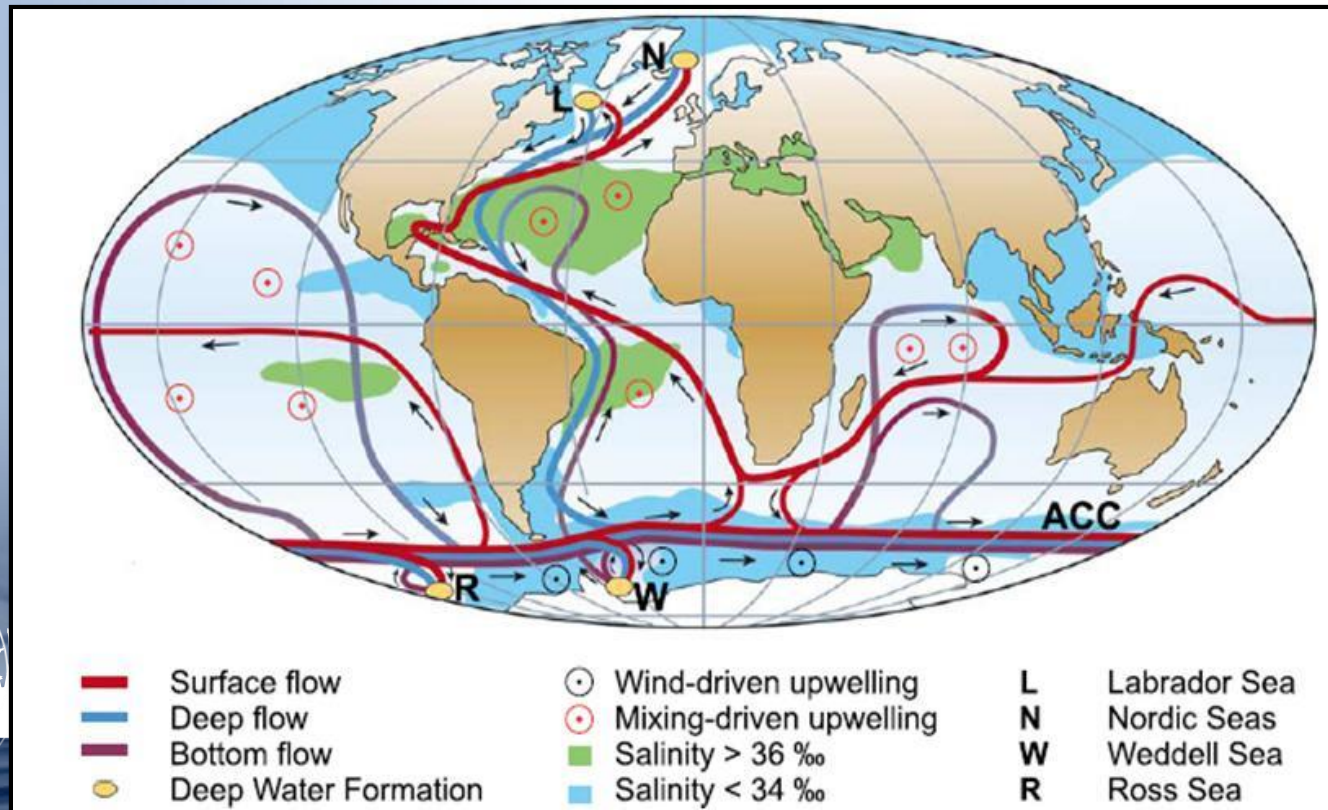 N
L
ACC
R
W
Surface flow
Deep flow
Bottom flow
Deep Water Formation
Wind-driven upwelling
Mixing-driven upwelling
Salinity > 36 ‰
Salinity < 34 ‰
L Labrador Sea
N Nordic Seas
W Weddell Sea
R Ross Sea